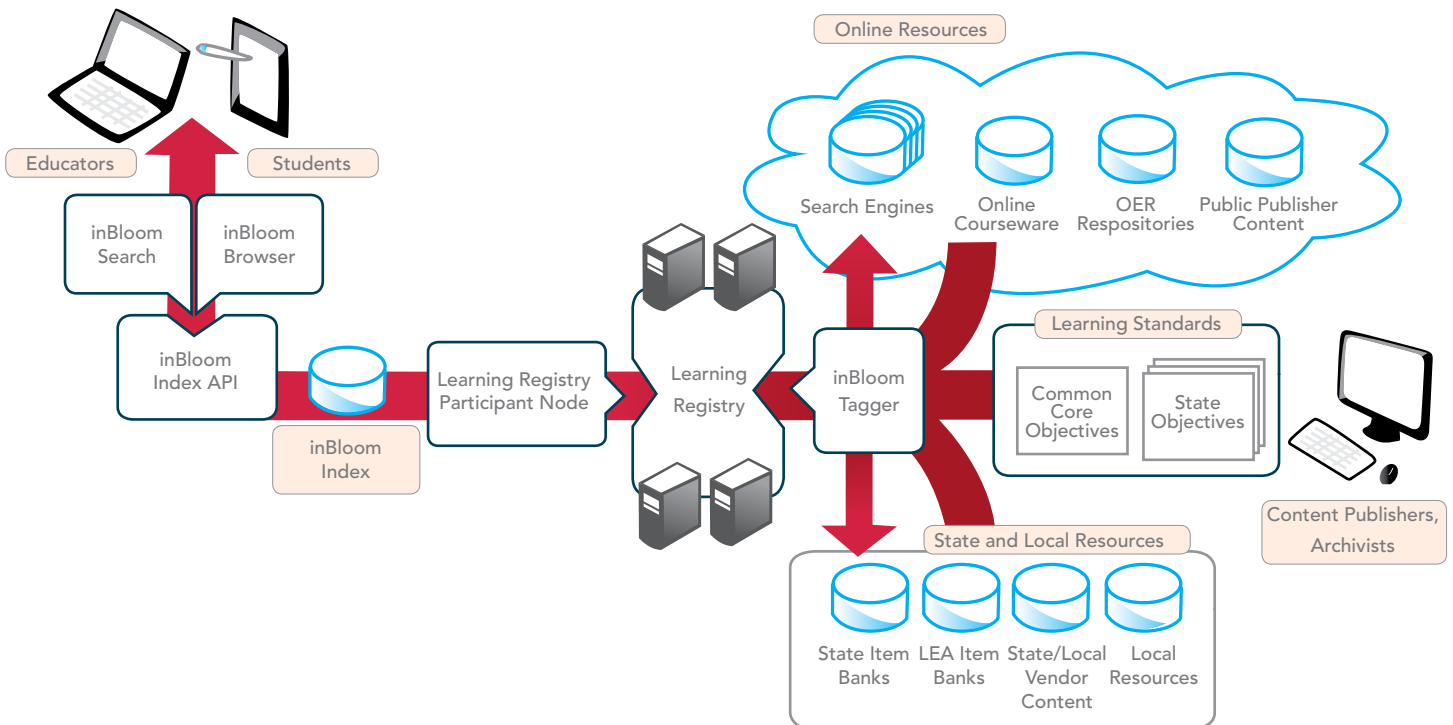 Online Resources
Educators
Students
Search Engines
Online
Courseware
OER
Respositories
Public Publisher
Content
inBloom
Search
inBloom
Browser
Learning Standards
inBloom
Index API
Learning Registry
Participant Node
Learning
Registry
inBloom
Tagger
Common
Core
Objectives
State
Objectives
inBloom
Index
Content Publishers,
Archivists
State and Local Resources
State Item
Banks
LEA Item
Banks
State/Local
Vendor
Content
Local
Resources